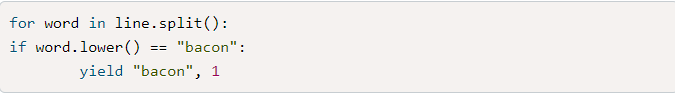 for word in line.split():
if word.lower() == "bacon":
        yield "bacon", 1